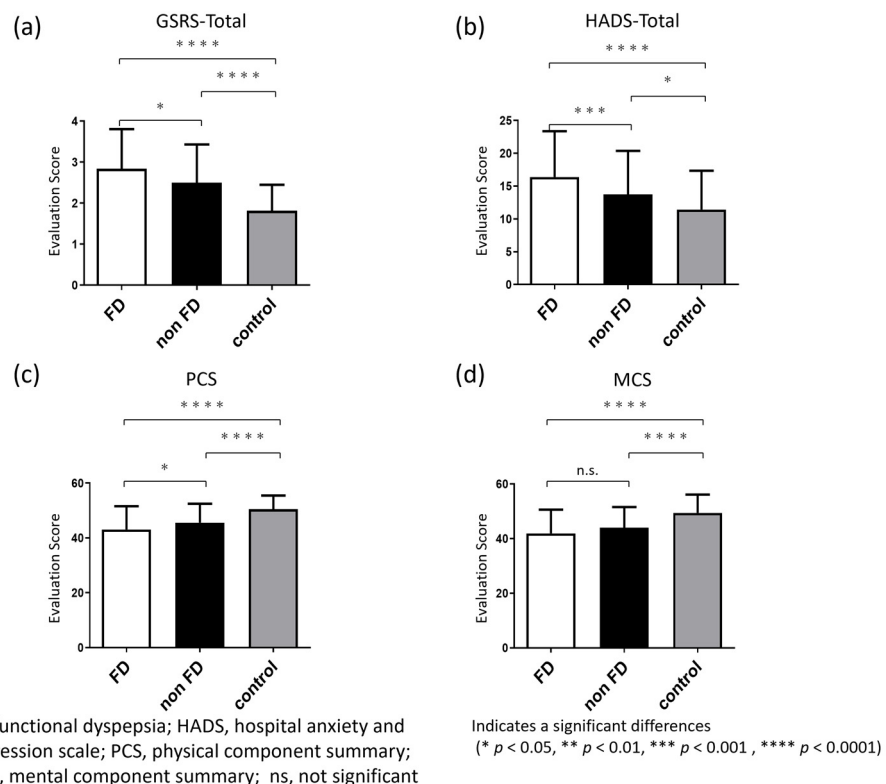 (a)
GSRS-Total
****
****
*
Evaluation Score
4
3
2
1
0
FD
non FD
control
(b)
HADS-Total
****
*
***
Evaluation Score
25
20
15
10
5
0
FD
non FD
control
(c)
PCS
****
****
*
Evaluation Score
60
40
20
0
FD
non FD
control
(d)
MCS
****
****
n.s.
Evaluation Score
60
40
20
0
FD
non FD
control
unctional dyspepsia; HADS, hospital anxiety and
ession scale; PCS, physical component summary;
, mental component summary; ns, not significant
Indicates a significant differences
(* p < 0.05, ** p < 0.01, *** p < 0.001 , **** p < 0.0001)